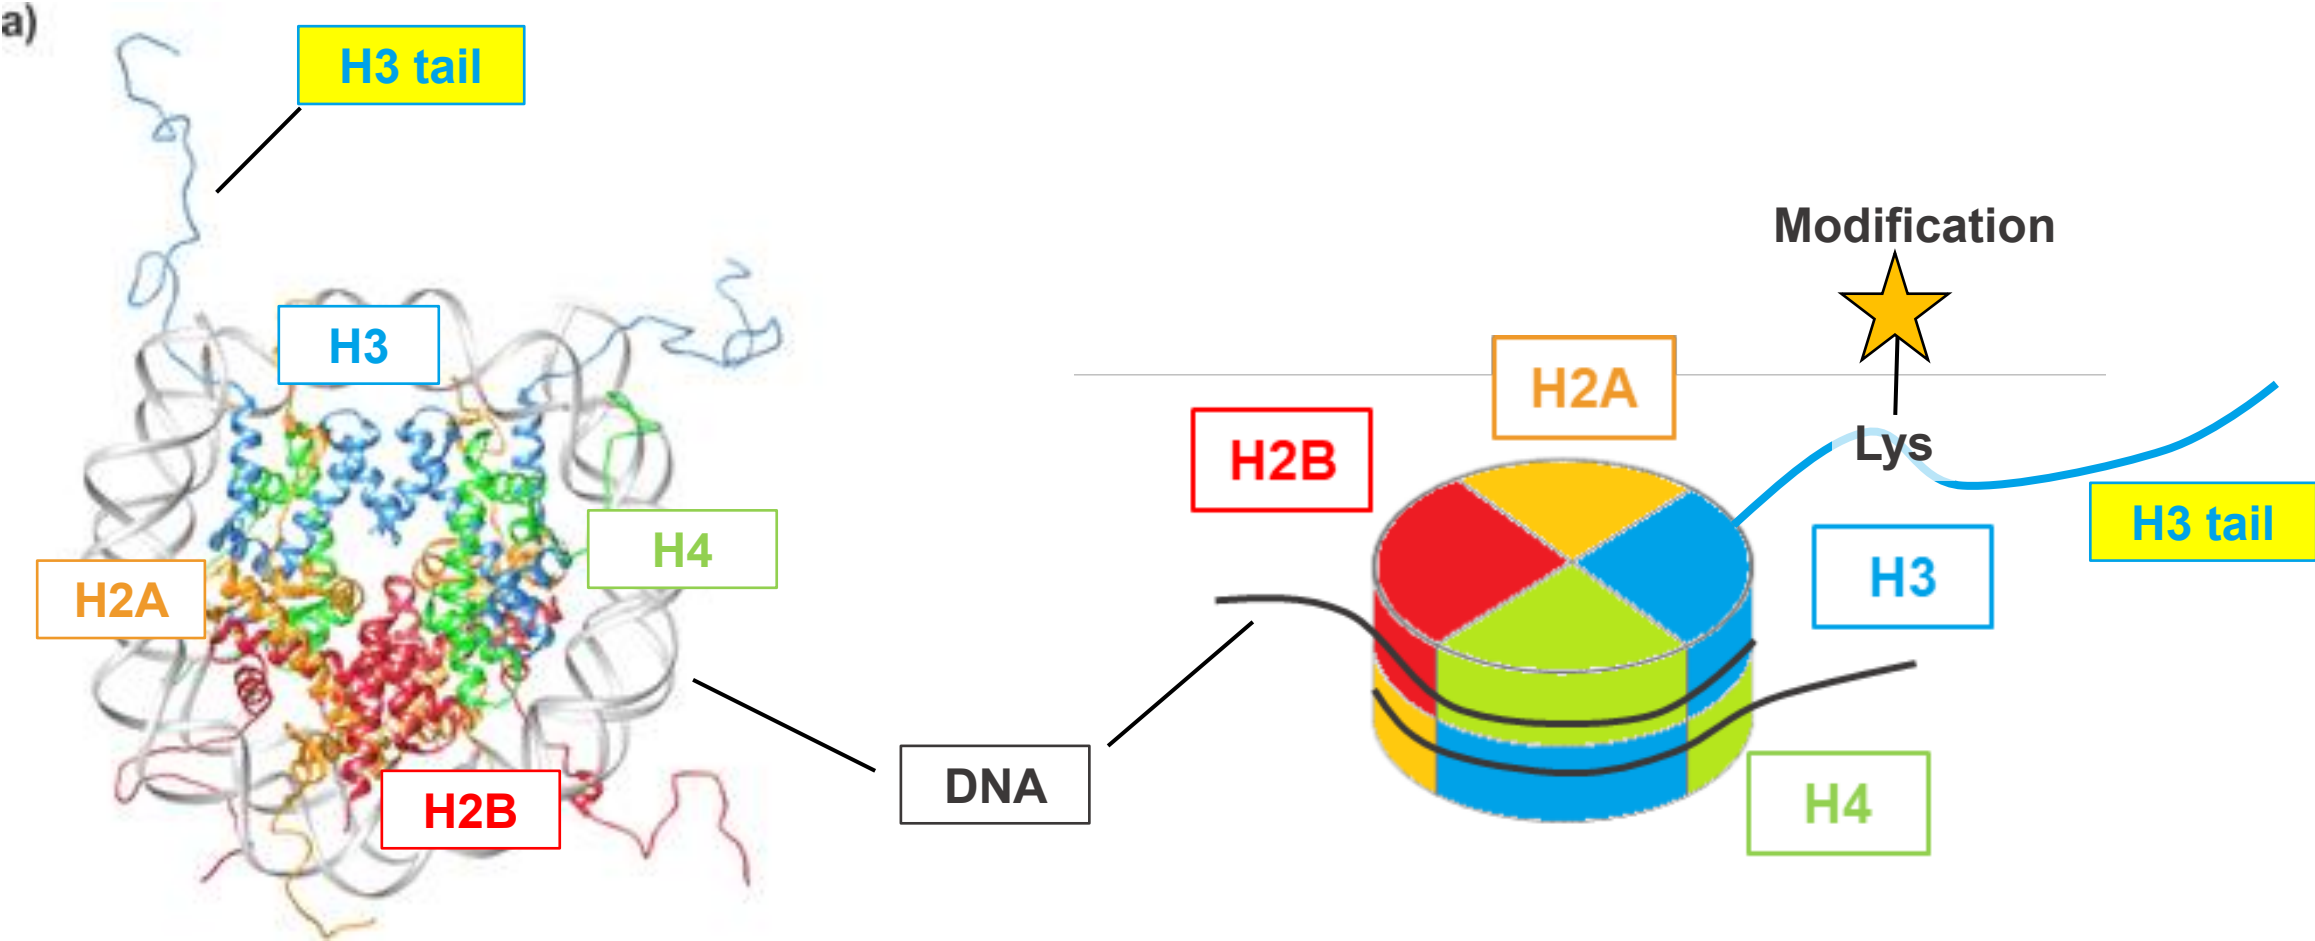 a)
H3 tail
H3
H4
H2A
H2B
DNA
Modification
H2A
H2B
Lys
H3 tail
H3
H4